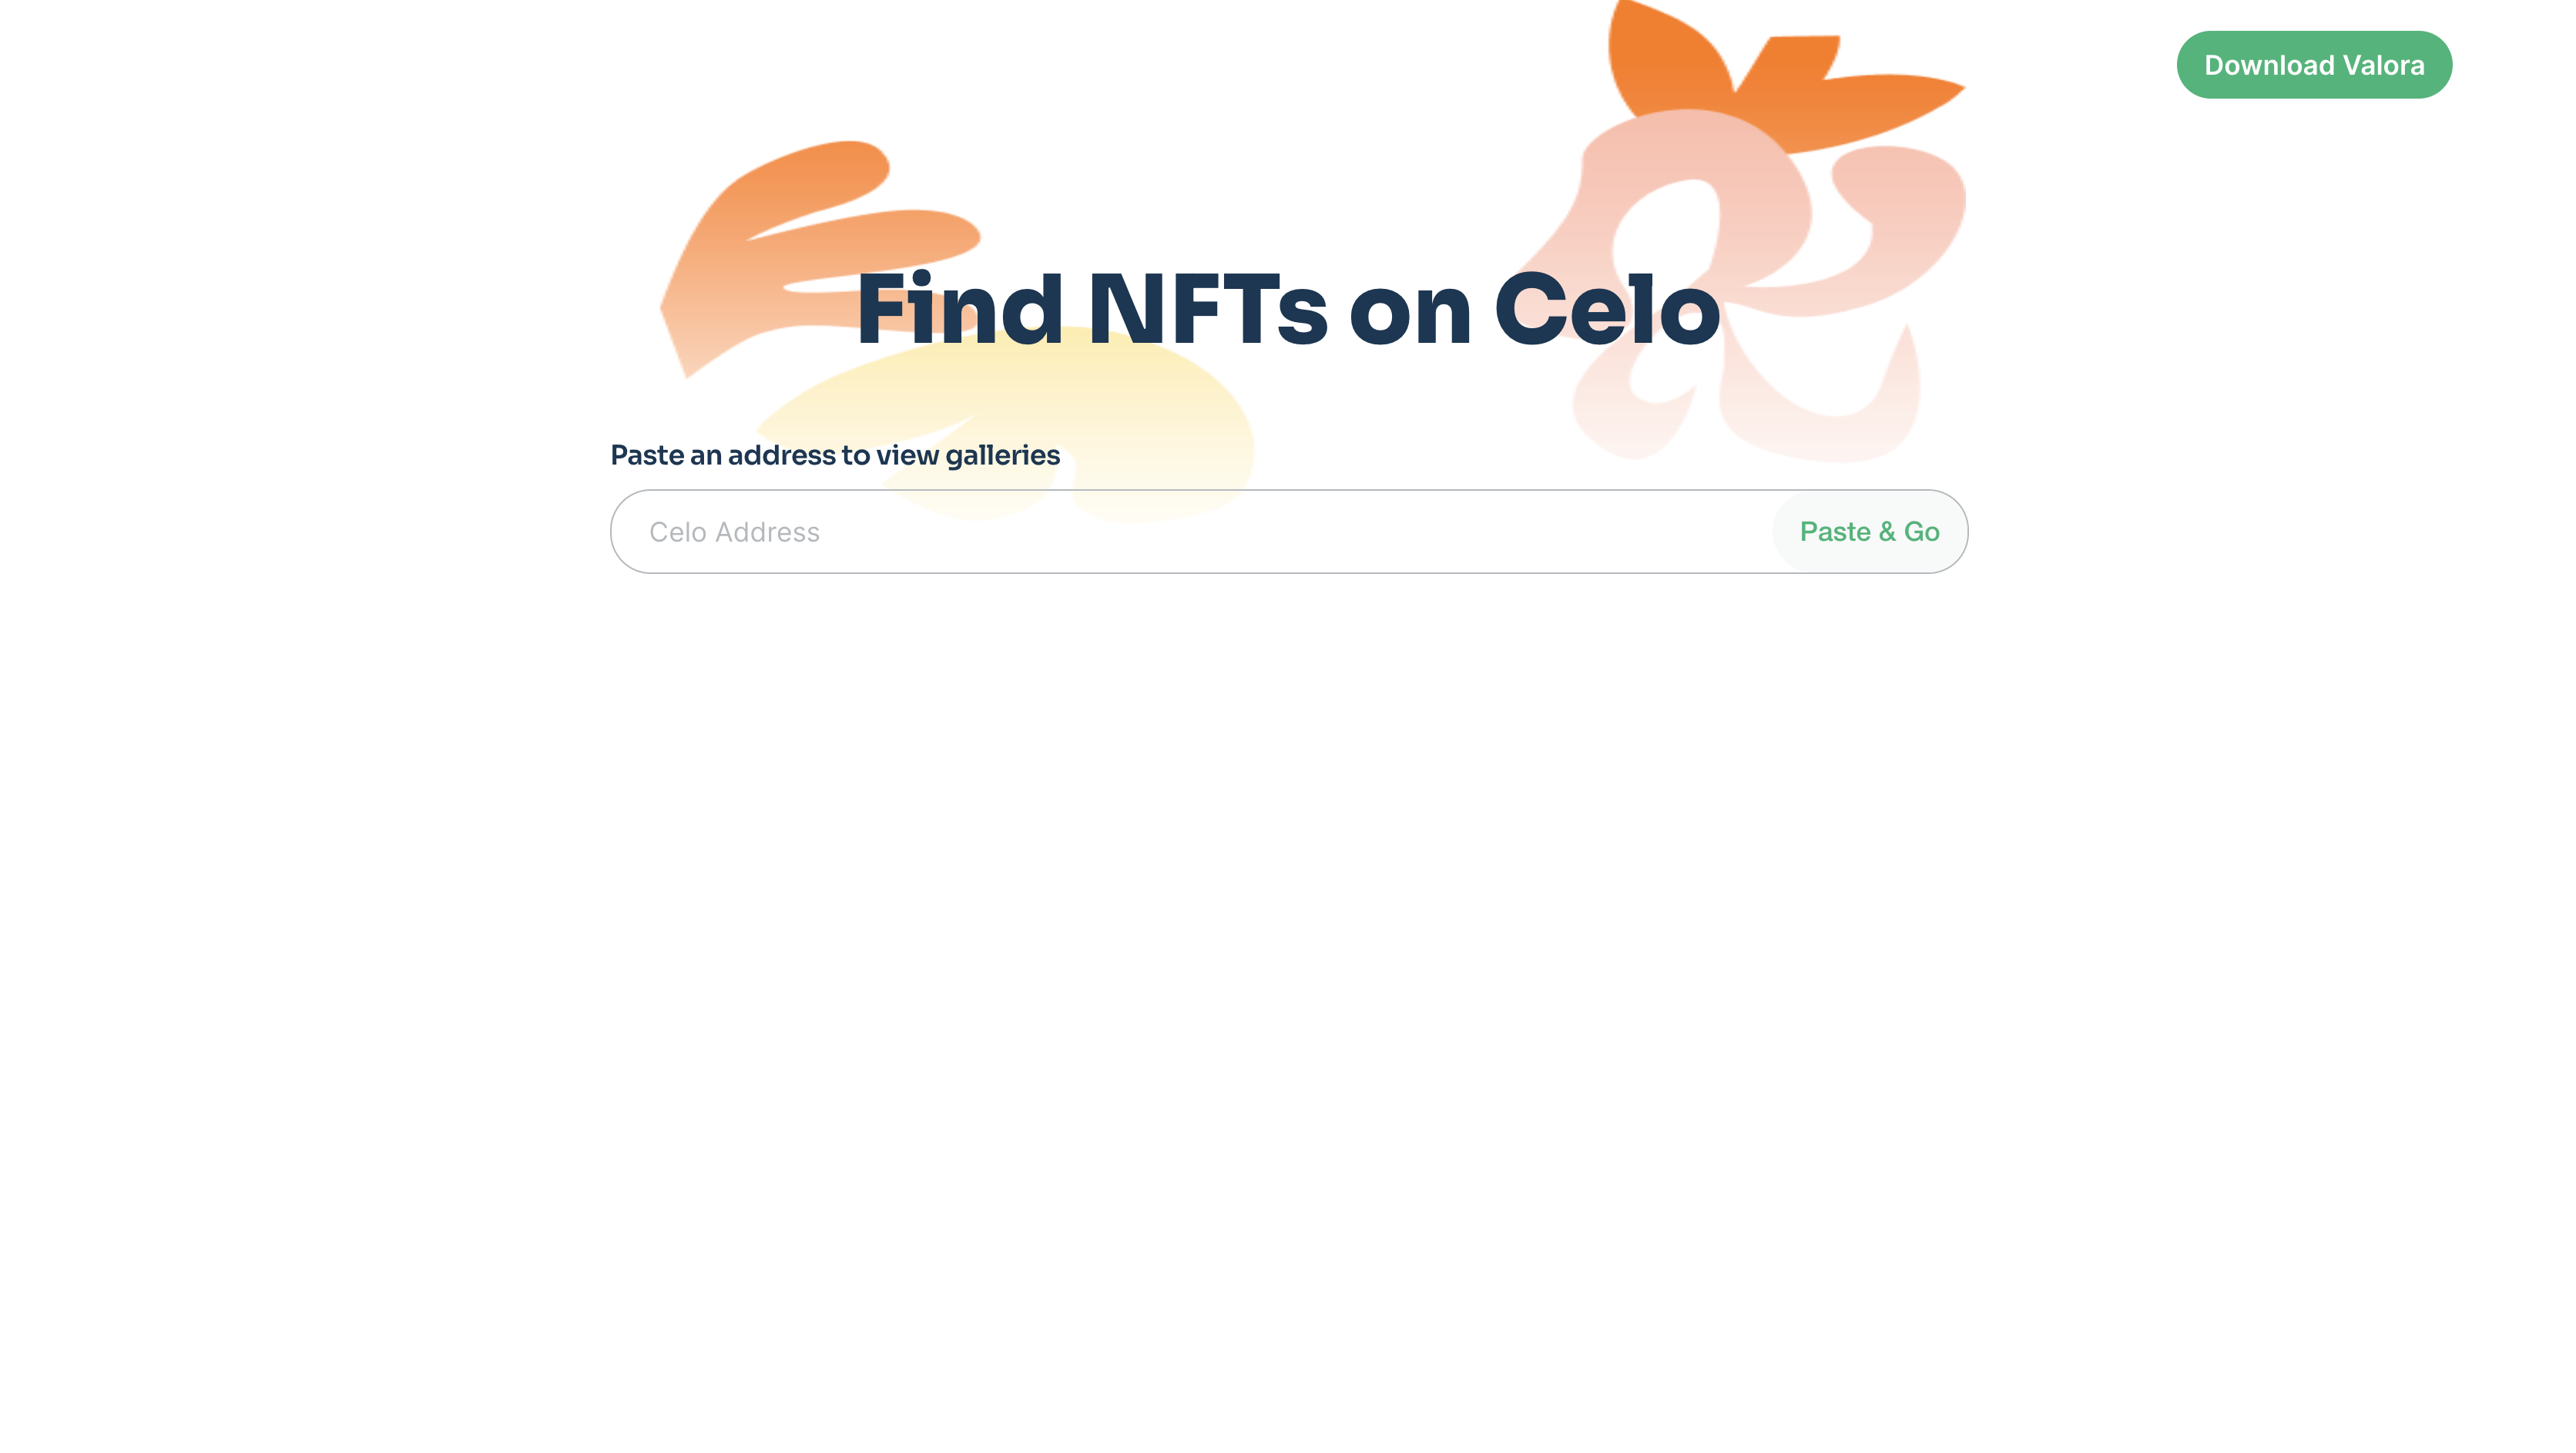 Download Valora
Find NFTs on Celo
Paste an address to view galleries
Celo Address
Paste & Go